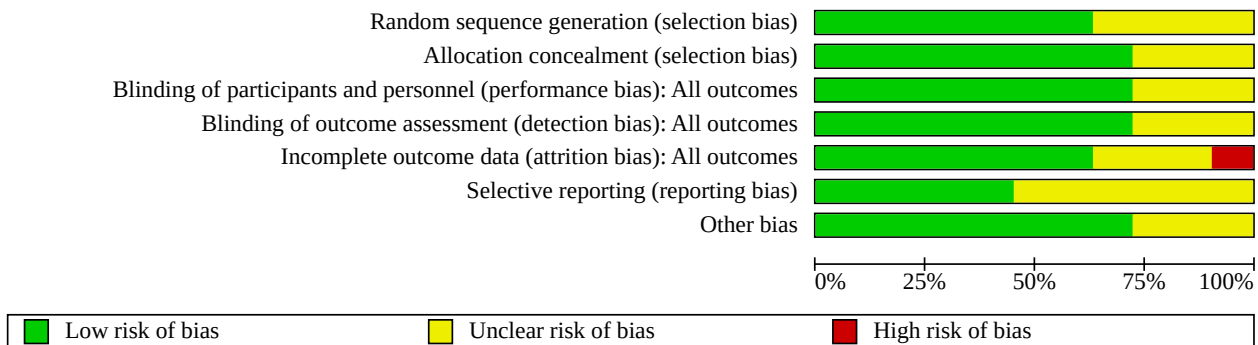 Random sequence generation (selection bias)
Allocation concealment (selection bias)
Blinding of participants and personnel (performance bias): All outcomes
Blinding of outcome assessment (detection bias): All outcomes
Incomplete outcome data (attrition bias): All outcomes
Selective reporting (reporting bias)
Other bias
0% 25% 50% 75% 100%
Low risk of bias Unclear risk of bias High risk of bias